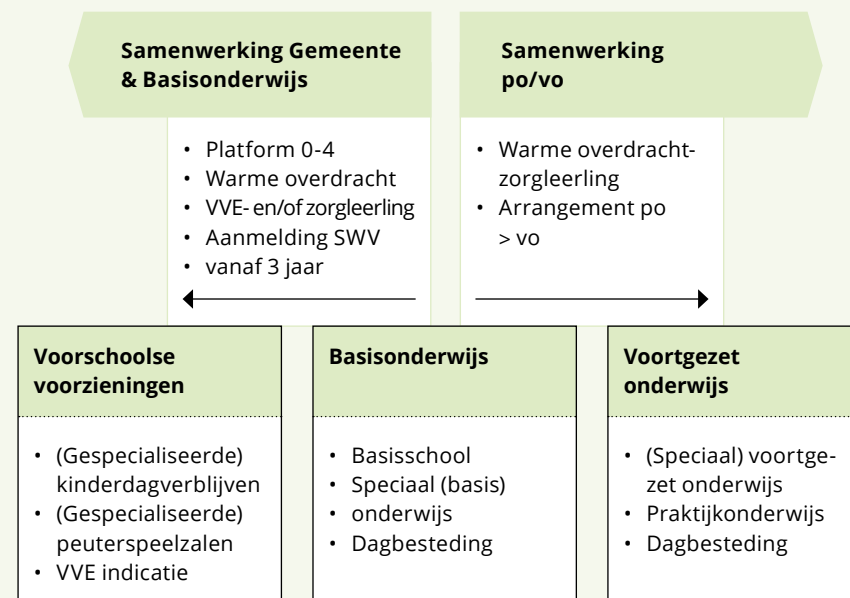 Samenwerking Gemeente
& Basisonderwijs
• Platform 0-4
• Warme overdracht
• VVE- en/of zorgleerling
• Aanmelding SWV
• vanaf 3 jaar
Samenwerking
po/vo
• Warme overdracht-
zorgleerling
• Arrangement po
> vo
Voorschoolse
voorzieningen
• (Gespecialiseerde)
kinderdagverblijven
• (Gespecialiseerde)
peuterspeelzalen
• VVE indicatie
Basisonderwijs
• Basisschool
• Speciaal (basis)
• onderwijs
• Dagbesteding
Voortgezet
onderwijs
• (Speciaal) voortge-
zet onderwijs
• Praktijkonderwijs
• Dagbesteding